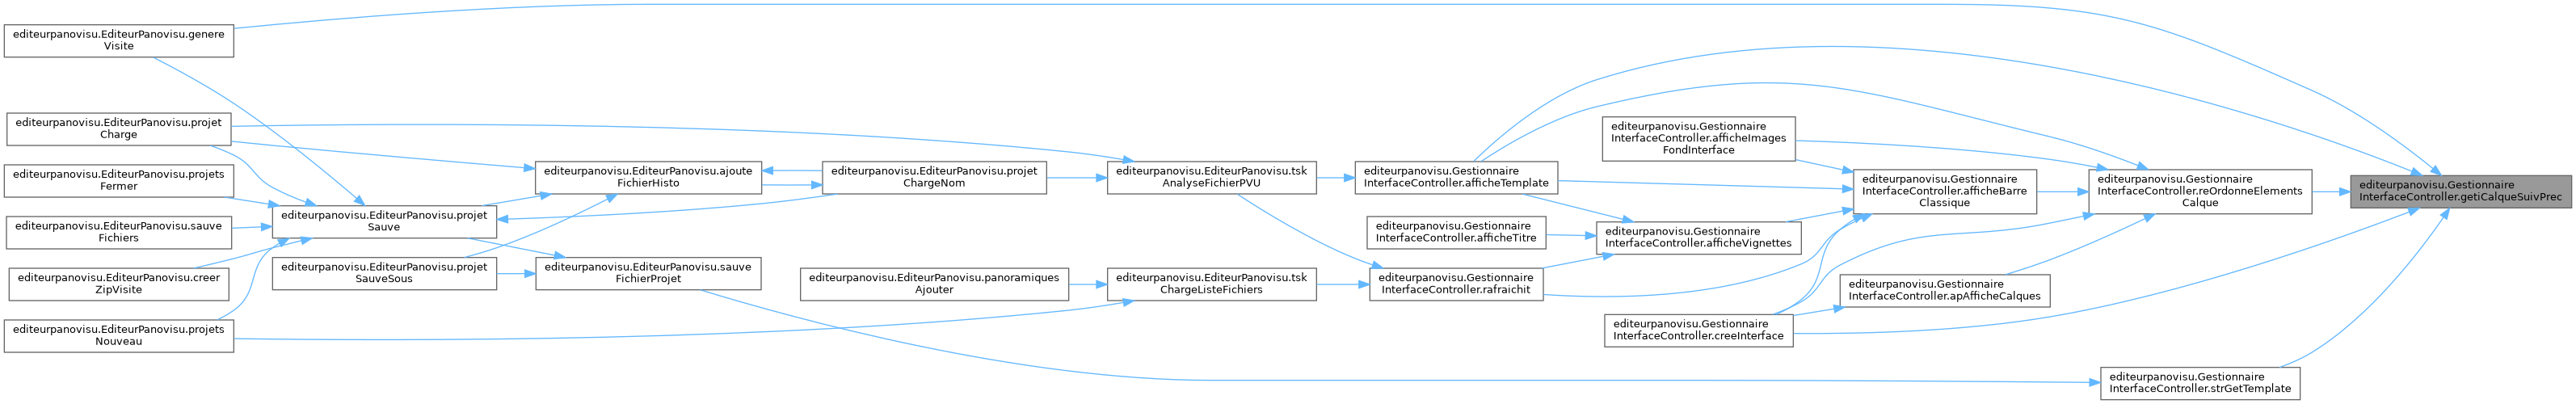 editeurpanovisu.EditeurPanovisu.genere
Visite
editeurpanovisu.EditeurPanovisu.projet
Charge
editeurpanovisu.EditeurPanovisu.projets
Fermer
editeurpanovisu.EditeurPanovisu.sauve
Fichiers
editeurpanovisu.EditeurPanovisu.creer
ZipVisite
editeurpanovisu.EditeurPanovisu.projets
Nouveau
editeurpanovisu.EditeurPanovisu.projet
Sauve
editeurpanovisu.EditeurPanovisu.projet
SauveSous
editeurpanovisu.EditeurPanovisu.ajoute
FichierHisto
editeurpanovisu.EditeurPanovisu.sauve
FichierProjet
editeurpanovisu.EditeurPanovisu.projet
ChargeNom
editeurpanovisu.EditeurPanovisu.panoramiques
Ajouter
editeurpanovisu.EditeurPanovisu.tsk
AnalyseFichierPVU
editeurpanovisu.EditeurPanovisu.tsk
ChargeListeFichiers
editeurpanovisu.Gestionnaire
InterfaceController.afficheTemplate
editeurpanovisu.Gestionnaire
InterfaceController.afficheTitre
editeurpanovisu.Gestionnaire
InterfaceController.rafraichit
editeurpanovisu.Gestionnaire
InterfaceController.afficheImages
FondInterface
editeurpanovisu.Gestionnaire
InterfaceController.afficheVignettes
editeurpanovisu.Gestionnaire
InterfaceController.creeInterface
editeurpanovisu.Gestionnaire
InterfaceController.afficheBarre
Classique
editeurpanovisu.Gestionnaire
InterfaceController.apAfficheCalques
editeurpanovisu.Gestionnaire
InterfaceController.reOrdonneElements
Calque
editeurpanovisu.Gestionnaire
InterfaceController.strGetTemplate
editeurpanovisu.Gestionnaire
InterfaceController.getiCalqueSuivPrec